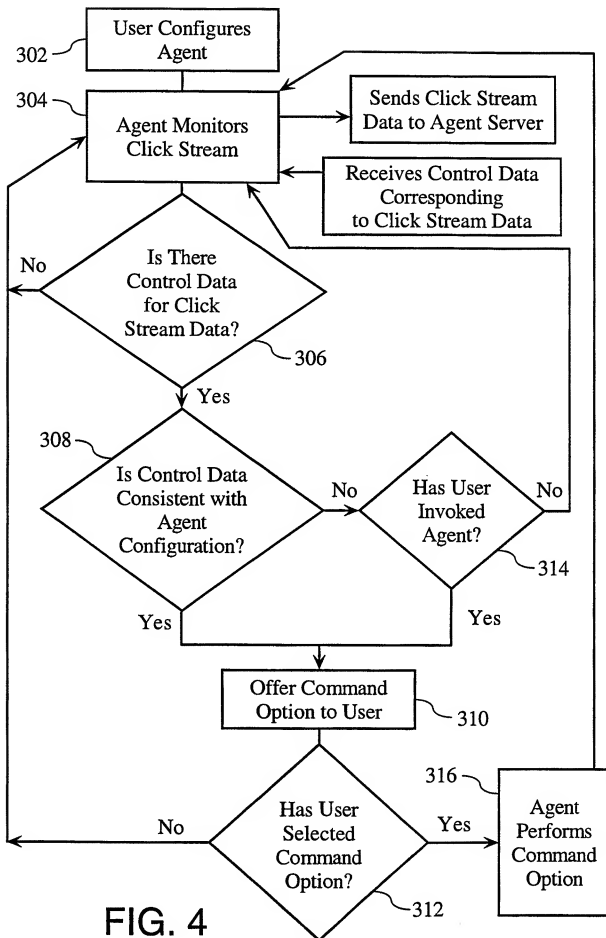 302
User Configures
Agent
304
Agent Monitors
Click Stream
Sends Click Stream
Data to Agent Server
Receives Control Data
Corresponding
to Click Stream Data
No
Is There
Control Data
for Click
Stream Data?
306
Yes
308
Is Control Data
Consistent with
Agent
Configuration?
No
Has User
Invoked
Agent?
No
314
Yes
Yes
Offer Command
Option to User
310
316
No
Has User
Selected
Command
Option?
Yes
Agent
Performs
Command
Option
312
FIG. 4